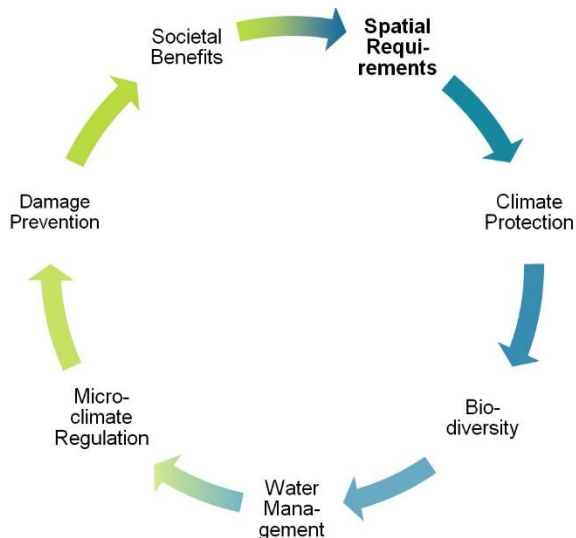 Societal
Benefits
Spatial
Requi-
rements
Climate
Protection
Bio-
diversity
Water
Mana-
gement
Micro-
climate
Regulation
Damage
Prevention